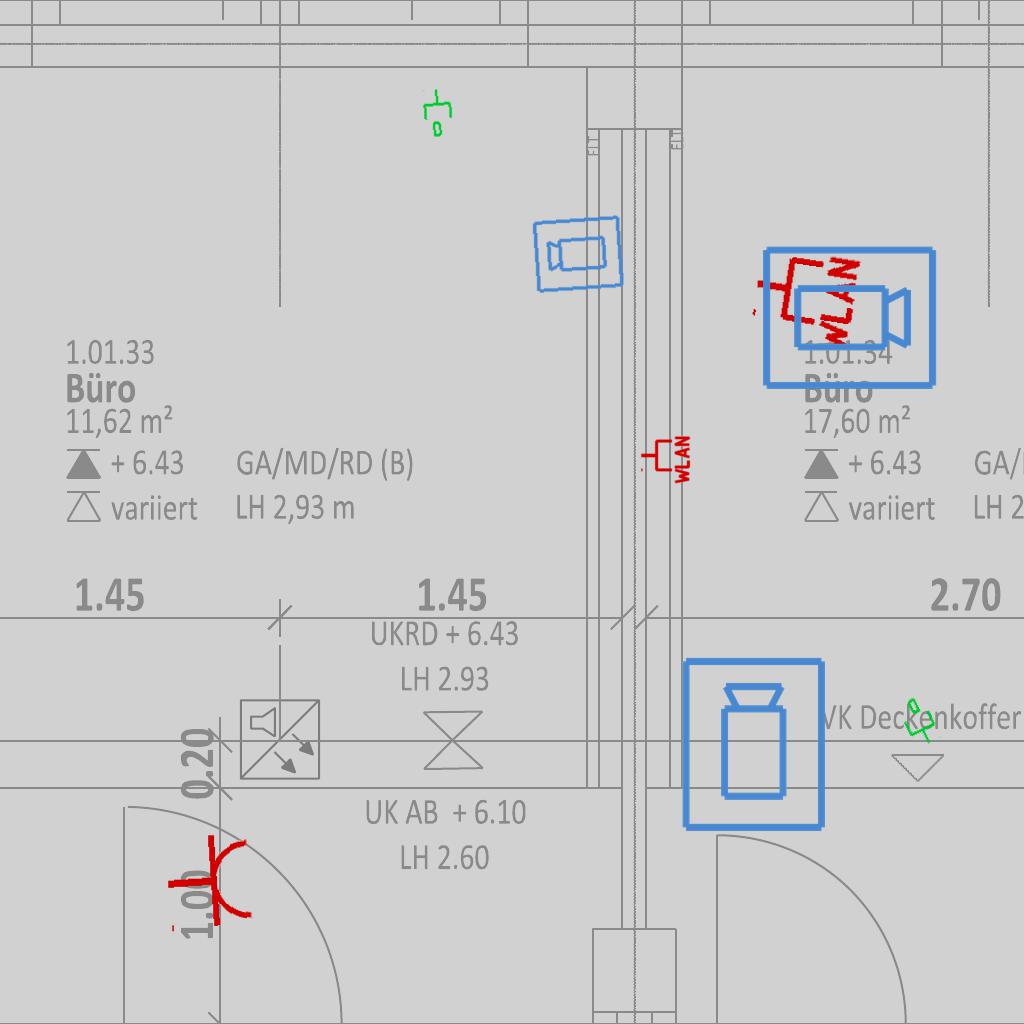 D
ELT
ELT
WLAN
1.01.33
Büro
11,62 m²
+ 6.43 GA/MD/RD (B)
variiert LH 2,93 m
1.01.34
Büro
17,60 m²
+ 6.43 GA/
variiert LH 2
WLAN
1.45
1.45
2.70
UKRD + 6.43
LH 2.93
VK Deckenkoffer
D
0.20
UK AB + 6.10
LH 2.60
1.00